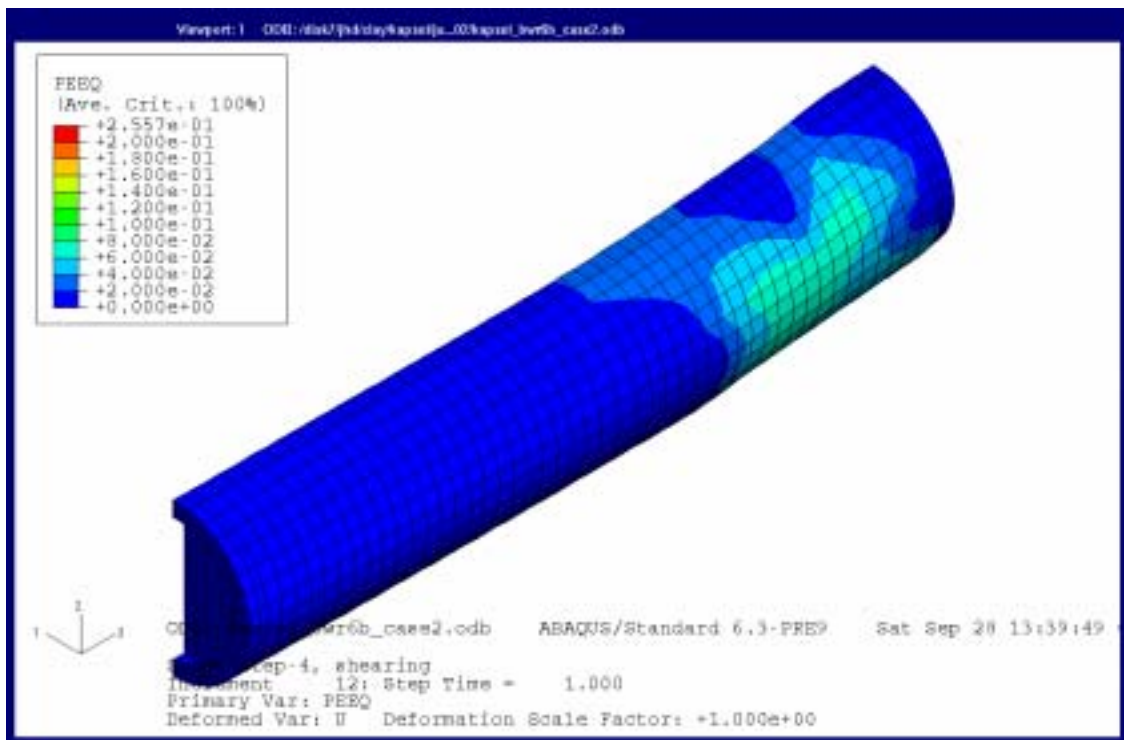 Viewport: 1 ODB: /disk7/jhd/clay/kapsel/ju...02/kapsel_bwr6b_case2.odb
PEEQ
(Ave. Crit.: 100%)
+2.557e-01
+2.000e-01
+1.800e-01
+1.600e-01
+1.400e-01
+1.200e-01
+1.000e-01
+8.000e-02
+6.000e-02
+4.000e-02
+2.000e-02
+0.000e+00
2
1 3
bwr6b_case2.odb ABAQUS/Standard 6.3-PRE9 Sat Sep 28 13:39:49
Step-4, shearing
Increment 12: Step Time = 1.000
Primary Var: PEEQ
Deformed Var: U Deformation Scale Factor: +1.000e+00